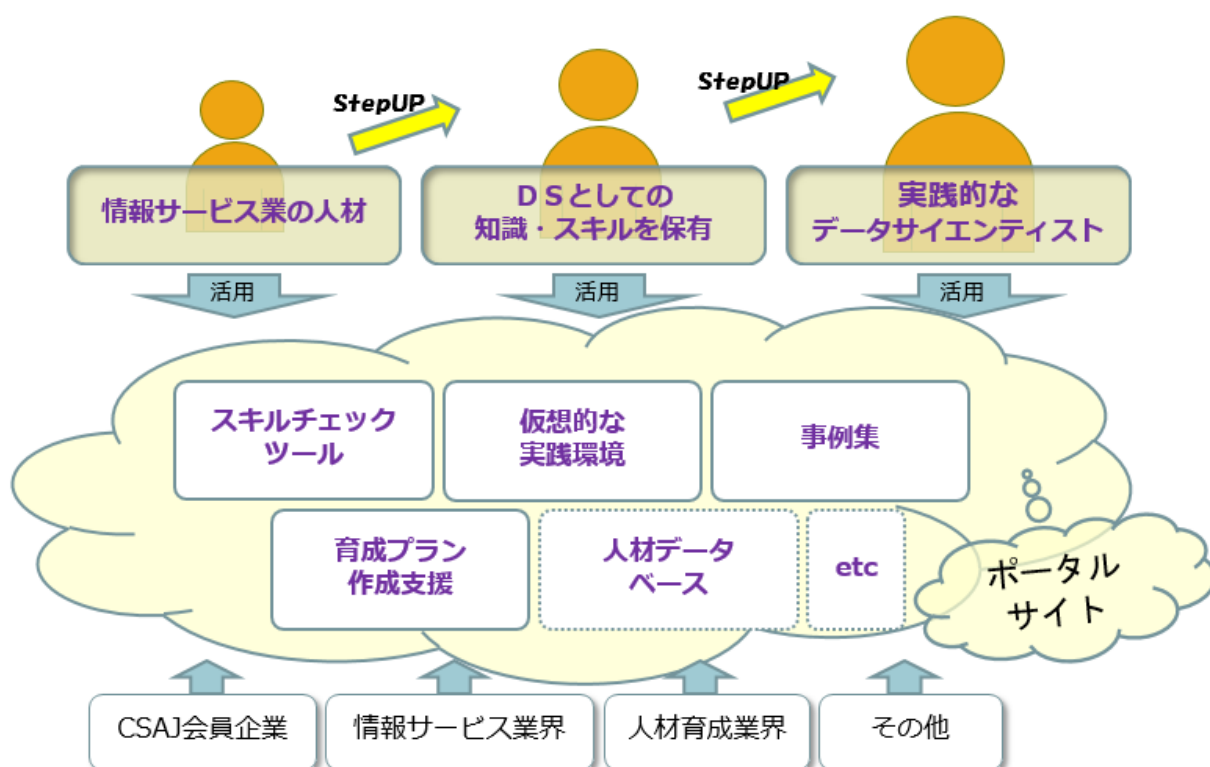 StepUP
StepUP
情報サービス業の人材
ＤＳとしての
知識・スキルを保有
実践的な
データサイエンティスト
活用
活用
活用
スキルチェック
ツール
仮想的な
実践環境
事例集
育成プラン
作成支援
人材データ
ベース
etc
ポータル
サイト
CSAJ会員企業
情報サービス業界
人材育成業界
その他